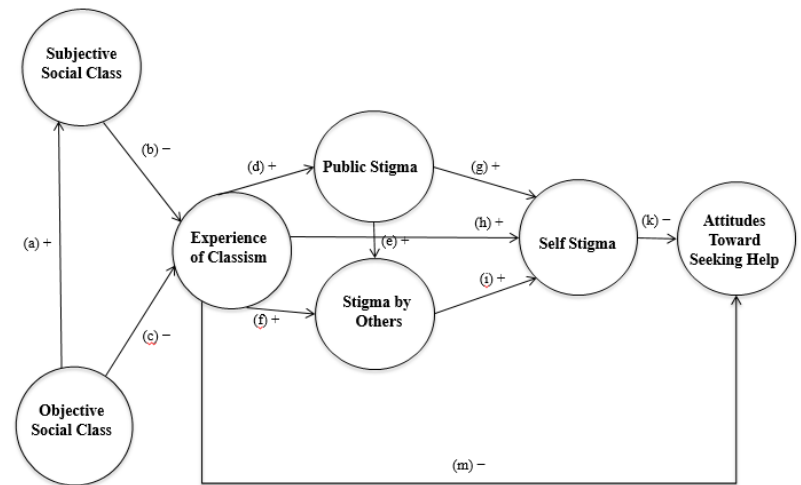 Subjective
Social Class
(b) –
(d) +
Public Stigma
(g) +
(a) +
Experience
of Classism
(e) +
(h) +
Self Stigma
(k) –
Attitudes
Toward
Seeking Help
(c) –
(f) +
Stigma by
Others
(i) +
Objective
Social Class
(m) –